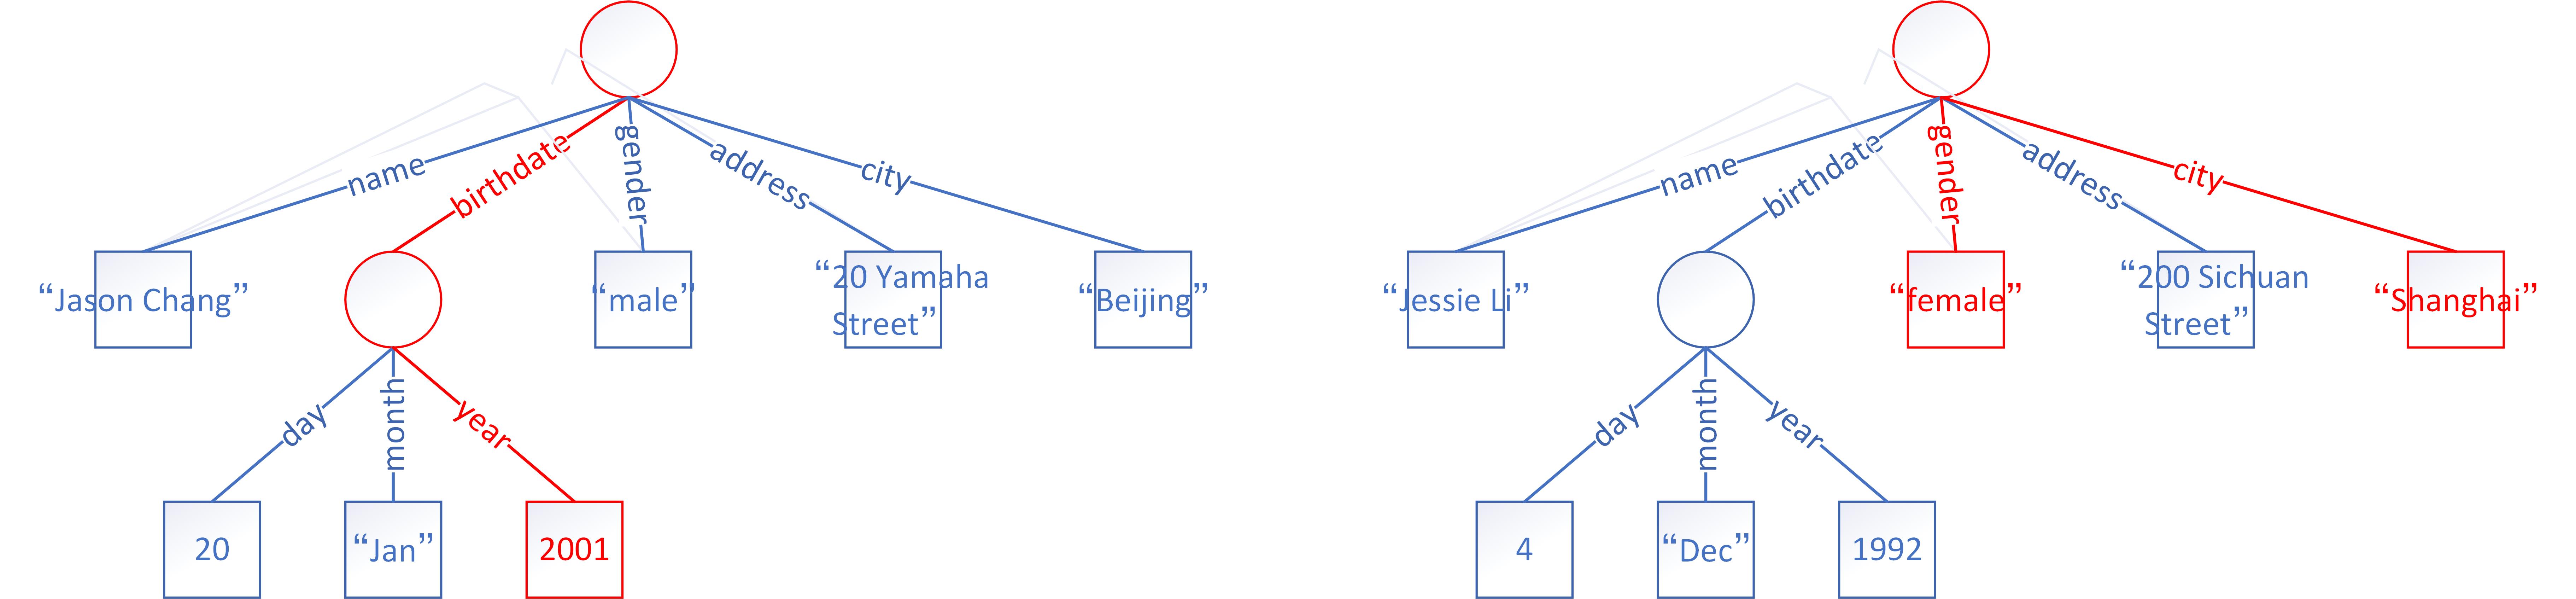 name
birthdate
gender
address
city
“Jason Chang”
“male”
“20 Yamaha
Street”
“Beijing”
day
month
year
20
“Jan”
2001
name
birthdate
gender
address
city
“Jessie Li”
“female”
“200 Sichuan
Street”
“Shanghai”
day
month
year
4
“Dec”
1992